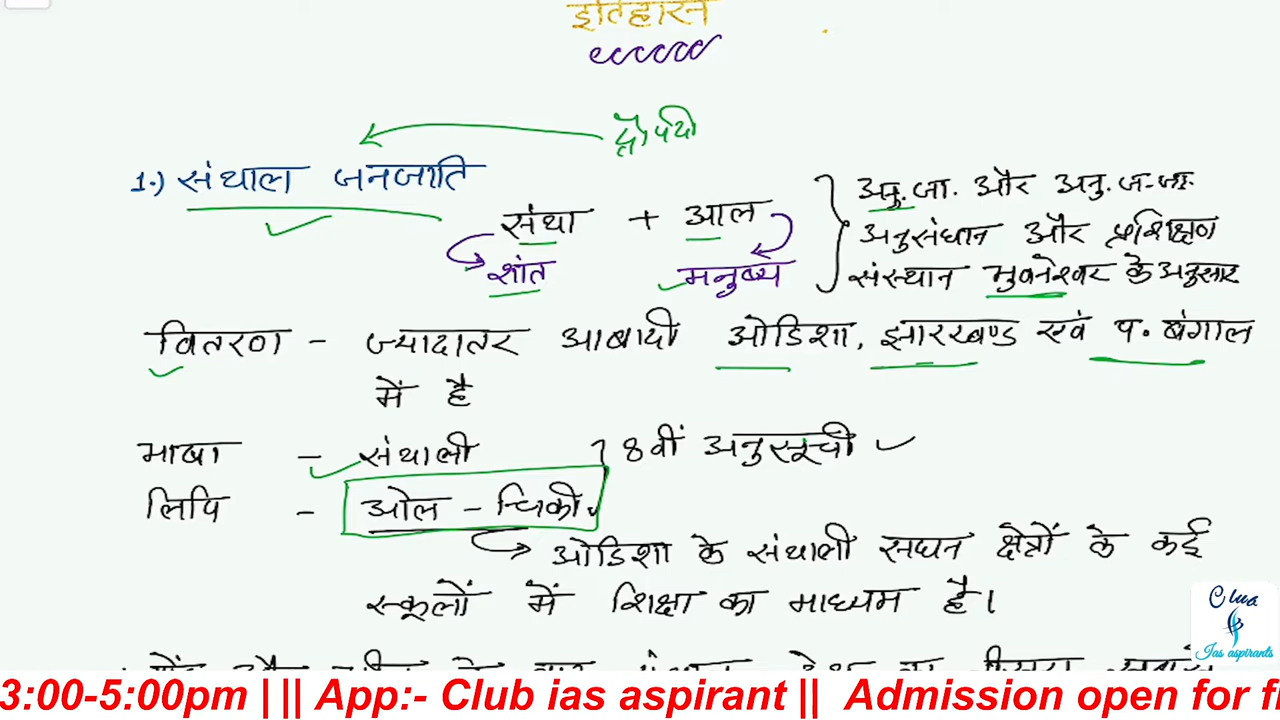 इतिहास
द्रौपदी
1.) संथाल जनजाति
संथा + आल
शांत मनुष्य
अनु.जा. और अनु.ज.जा.
अनुसंधान और प्रशिक्षण
संस्थान भुवनेश्वर के अनुसार
वितरण - ज्यादातर आबादी ओडिशा, झारखण्ड एवं प. बंगाल
में है
भाषा - संथाली } 8वीं अनुसूची
लिपि - ओल - चिकी
ओडिशा के संथाली सघन क्षेत्रों के कई
स्कूलों में शिक्षा का माध्यम है।
Club
Ias aspirants
3:00-5:00pm | || App:- Club ias aspirant || Admission open for fi